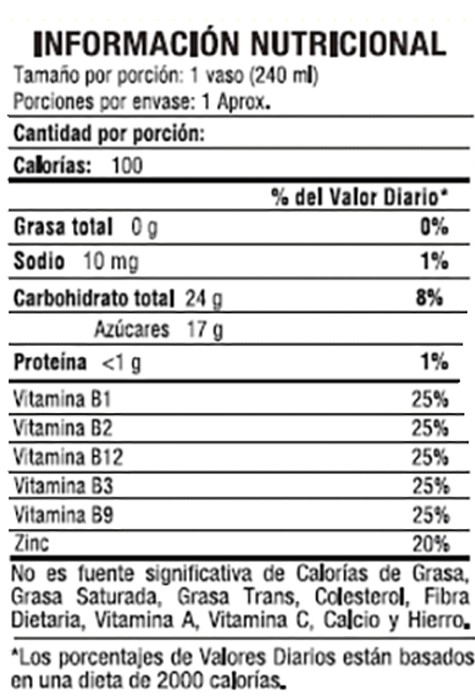 INFORMACIÓN NUTRICIONAL
Tamaño por porción: 1 vaso (240 ml)
Porciones por envase: 1 Aprox.
Cantidad por porción:
Calorías: 100
% del Valor Diario*
Grasa total 0 g 0%
Sodio 10 mg 1%
Carbohidrato total 24 g 8%
Azúcares 17 g
Proteína <1 g 1%
Vitamina B1 25%
Vitamina B2 25%
Vitamina B12 25%
Vitamina B3 25%
Vitamina B9 25%
Zinc 20%
No es fuente significativa de Calorías de Grasa,
Grasa Saturada, Grasa Trans, Colesterol, Fibra
Dietaria, Vitamina A, Vitamina C, Calcio y Hierro.
*Los porcentajes de Valores Diarios están basados
en una dieta de 2000 calorías.